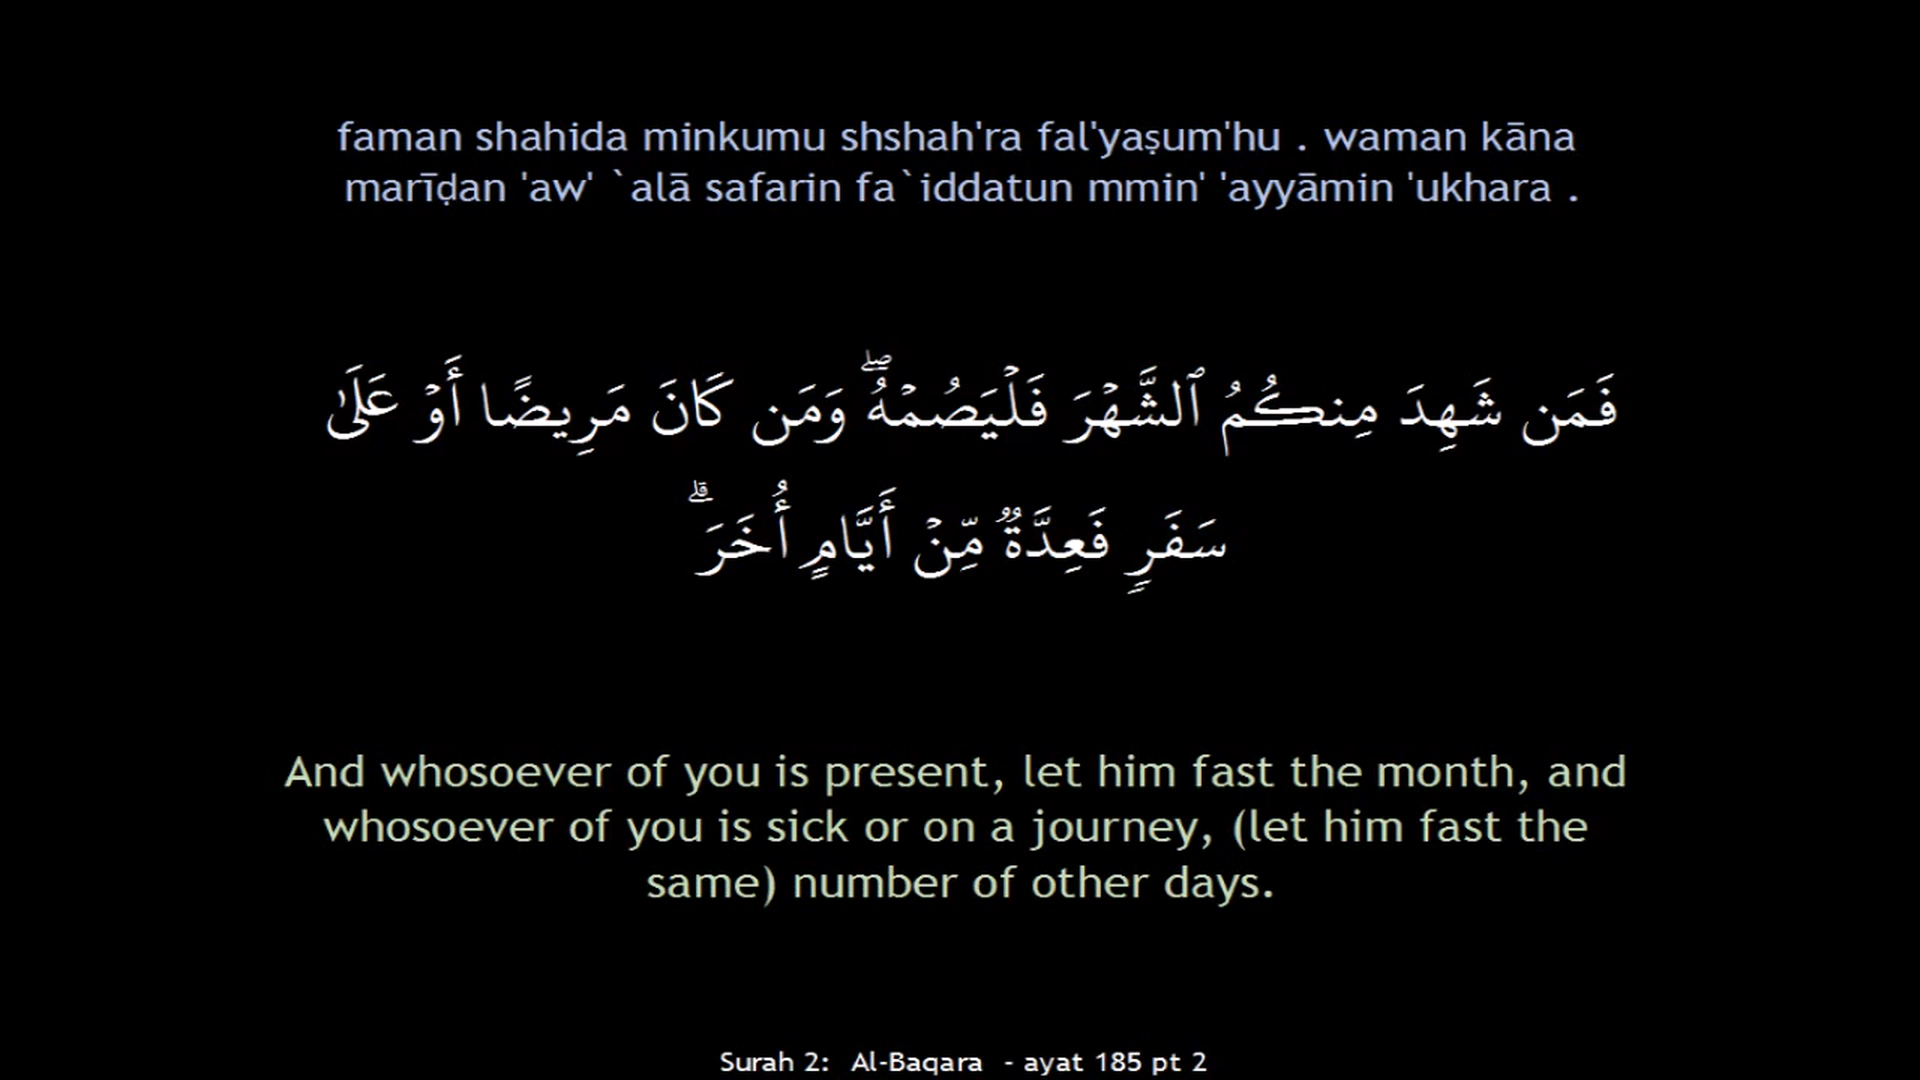 faman shahida minkumu shshah'ra fal'yaṣum'hu . waman kāna
marīḍan 'aw' `alā safarin fa`iddatun mmin' 'ayyāmin 'ukhara .
فَمَن شَهِدَ مِنكُمُ ٱلشَّهۡرَ فَلۡيَصُمۡهُۖ وَمَن كَانَ مَرِيضًا أَوۡ عَلَىٰ
سَفَرٖ فَعِدَّةٞ مِّنۡ أَيَّامٍ أُخَرَۗ
And whosoever of you is present, let him fast the month, and
whosoever of you is sick or on a journey, (let him fast the
same) number of other days.
Surah 2: Al-Baqara - ayat 185 pt 2